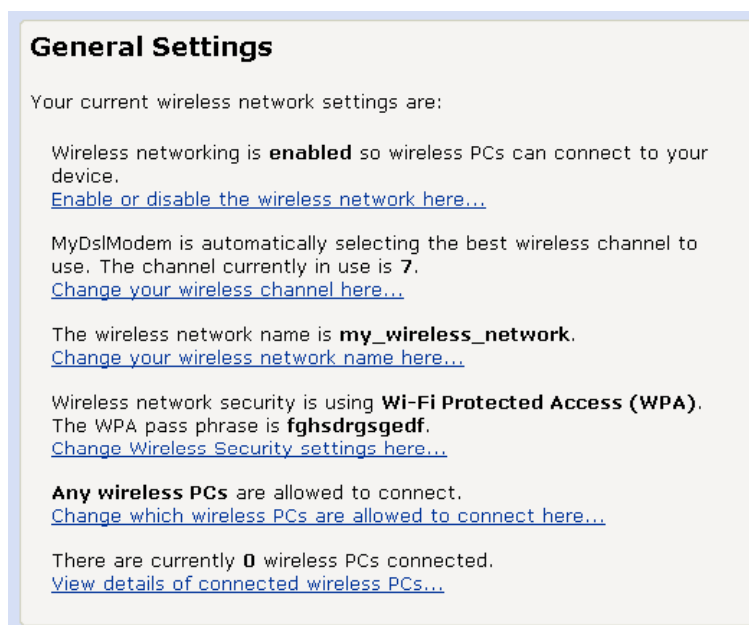 General Settings
Your current wireless network settings are:
Wireless networking is enabled so wireless PCs can connect to your
device.
Enable or disable the wireless network here...
MyDslModem is automatically selecting the best wireless channel to
use. The channel currently in use is 7.
Change your wireless channel here...
The wireless network name is my_wireless_network.
Change your wireless network name here...
Wireless network security is using Wi-Fi Protected Access (WPA).
The WPA pass phrase is fghsdrgsgedf.
Change Wireless Security settings here...
Any wireless PCs are allowed to connect.
Change which wireless PCs are allowed to connect here...
There are currently 0 wireless PCs connected.
View details of connected wireless PCs...